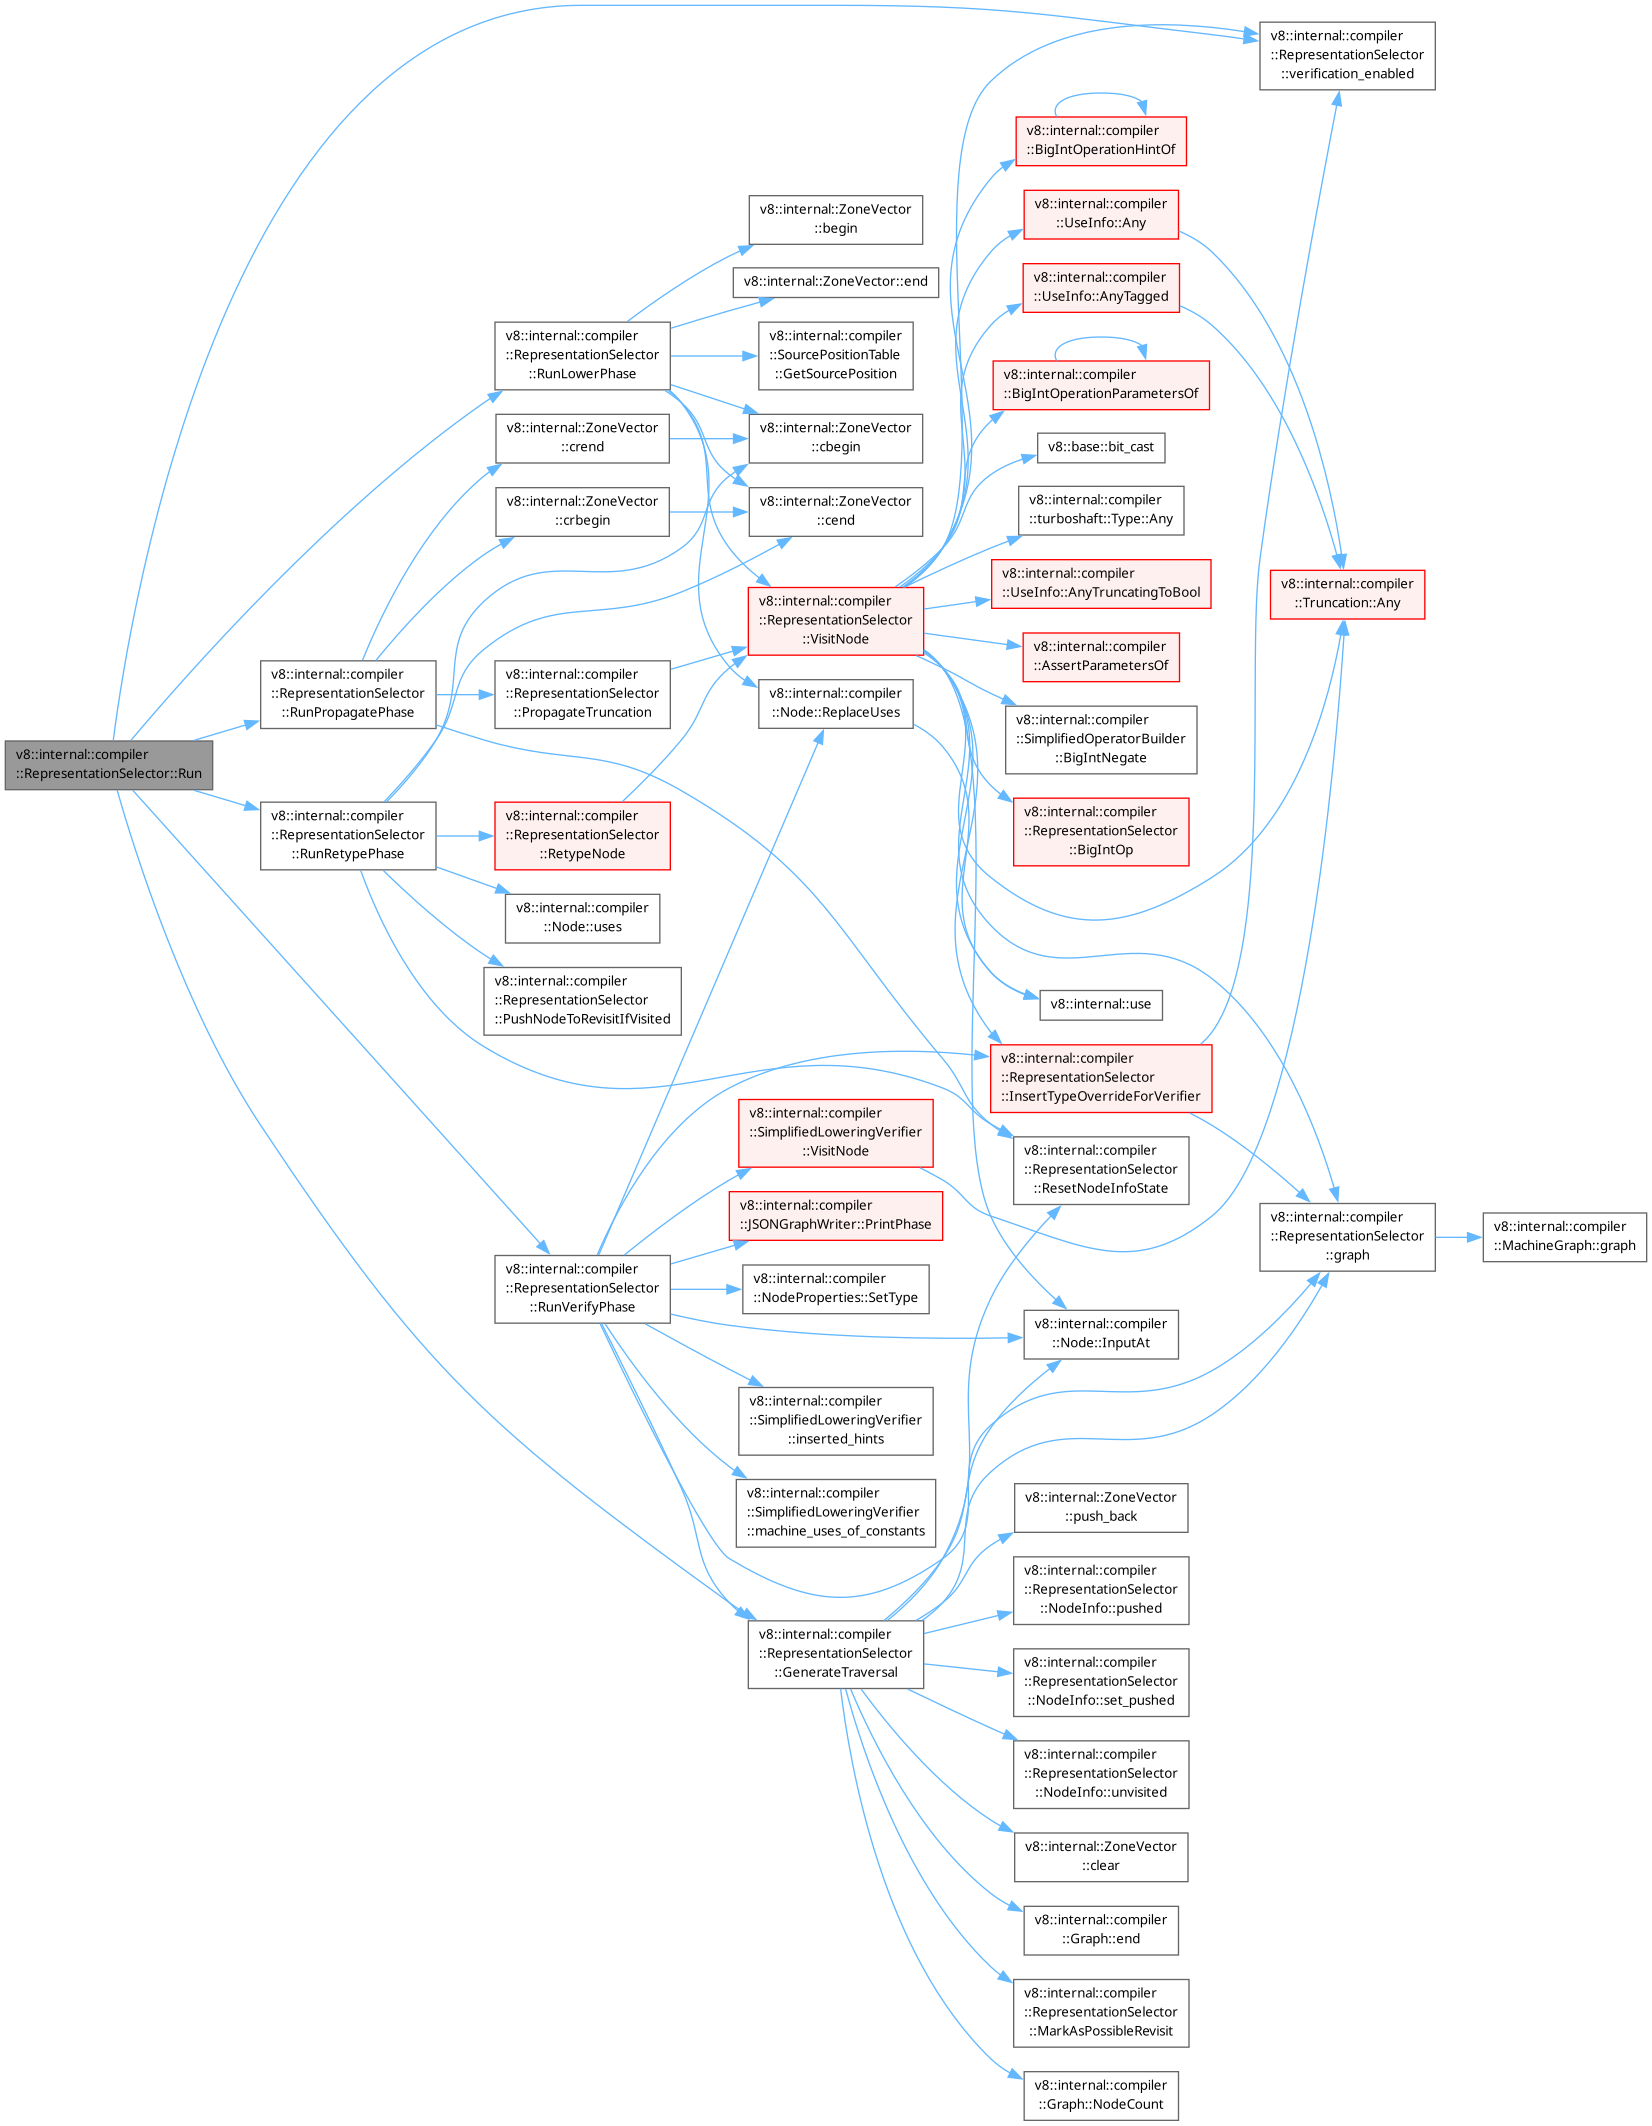 v8::internal::compiler
::RepresentationSelector::Run
v8::internal::compiler
::RepresentationSelector
::RunPropagatePhase
v8::internal::compiler
::RepresentationSelector
::RunRetypePhase
v8::internal::compiler
::RepresentationSelector
::RunLowerPhase
v8::internal::ZoneVector
::crend
v8::internal::ZoneVector
::crbegin
v8::internal::compiler
::RepresentationSelector
::PropagateTruncation
v8::internal::compiler
::RepresentationSelector
::RetypeNode
v8::internal::compiler
::Node::uses
v8::internal::compiler
::RepresentationSelector
::PushNodeToRevisitIfVisited
v8::internal::compiler
::RepresentationSelector
::RunVerifyPhase
v8::internal::ZoneVector
::begin
v8::internal::ZoneVector::end
v8::internal::compiler
::SourcePositionTable
::GetSourcePosition
v8::internal::ZoneVector
::cbegin
v8::internal::ZoneVector
::cend
v8::internal::compiler
::RepresentationSelector
::VisitNode
v8::internal::compiler
::Node::ReplaceUses
v8::internal::compiler
::SimplifiedLoweringVerifier
::VisitNode
v8::internal::compiler
::JSONGraphWriter::PrintPhase
v8::internal::compiler
::NodeProperties::SetType
v8::internal::compiler
::SimplifiedLoweringVerifier
::inserted_hints
v8::internal::compiler
::SimplifiedLoweringVerifier
::machine_uses_of_constants
v8::internal::compiler
::RepresentationSelector
::GenerateTraversal
v8::internal::compiler
::BigIntOperationHintOf
v8::internal::compiler
::UseInfo::Any
v8::internal::compiler
::UseInfo::AnyTagged
v8::internal::compiler
::BigIntOperationParametersOf
v8::base::bit_cast
v8::internal::compiler
::turboshaft::Type::Any
v8::internal::compiler
::UseInfo::AnyTruncatingToBool
v8::internal::compiler
::AssertParametersOf
v8::internal::compiler
::SimplifiedOperatorBuilder
::BigIntNegate
v8::internal::compiler
::RepresentationSelector
::BigIntOp
v8::internal::use
v8::internal::compiler
::RepresentationSelector
::InsertTypeOverrideForVerifier
v8::internal::compiler
::RepresentationSelector
::ResetNodeInfoState
v8::internal::compiler
::Node::InputAt
v8::internal::ZoneVector
::push_back
v8::internal::compiler
::RepresentationSelector
::NodeInfo::pushed
v8::internal::compiler
::RepresentationSelector
::NodeInfo::set_pushed
v8::internal::compiler
::RepresentationSelector
::NodeInfo::unvisited
v8::internal::ZoneVector
::clear
v8::internal::compiler
::Graph::end
v8::internal::compiler
::RepresentationSelector
::MarkAsPossibleRevisit
v8::internal::compiler
::Graph::NodeCount
v8::internal::compiler
::RepresentationSelector
::verification_enabled
v8::internal::compiler
::Truncation::Any
v8::internal::compiler
::RepresentationSelector
::graph
v8::internal::compiler
::MachineGraph::graph